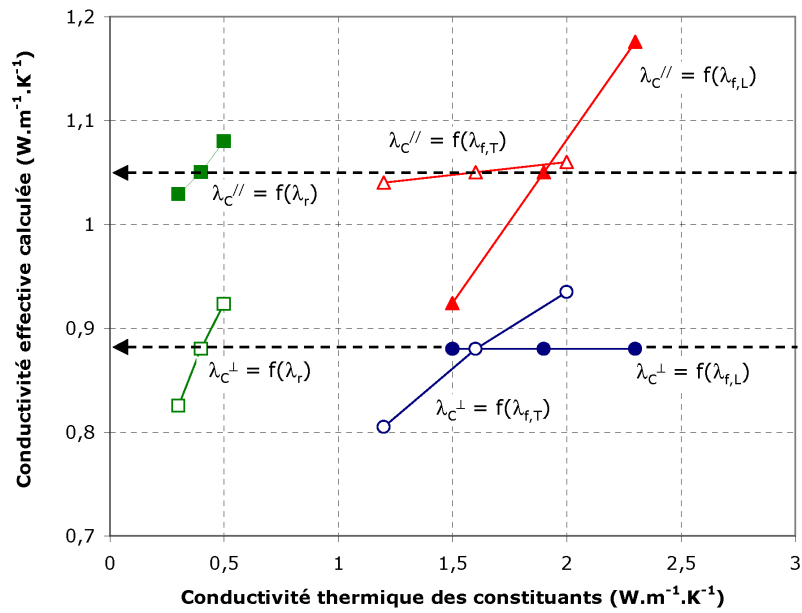 1,2
1,1
1
0,9
0,8
0,7
0
0,5
1
1,5
2
2,5
3
Conductivité effective calculée (W.m⁻¹.K⁻¹)
Conductivité thermique des constituants (W.m⁻¹.K⁻¹)
λC// = f(λf,L)
λC// = f(λf,T)
λC// = f(λr)
λC⊥ = f(λr)
λC⊥ = f(λf,L)
λC⊥ = f(λf,T)